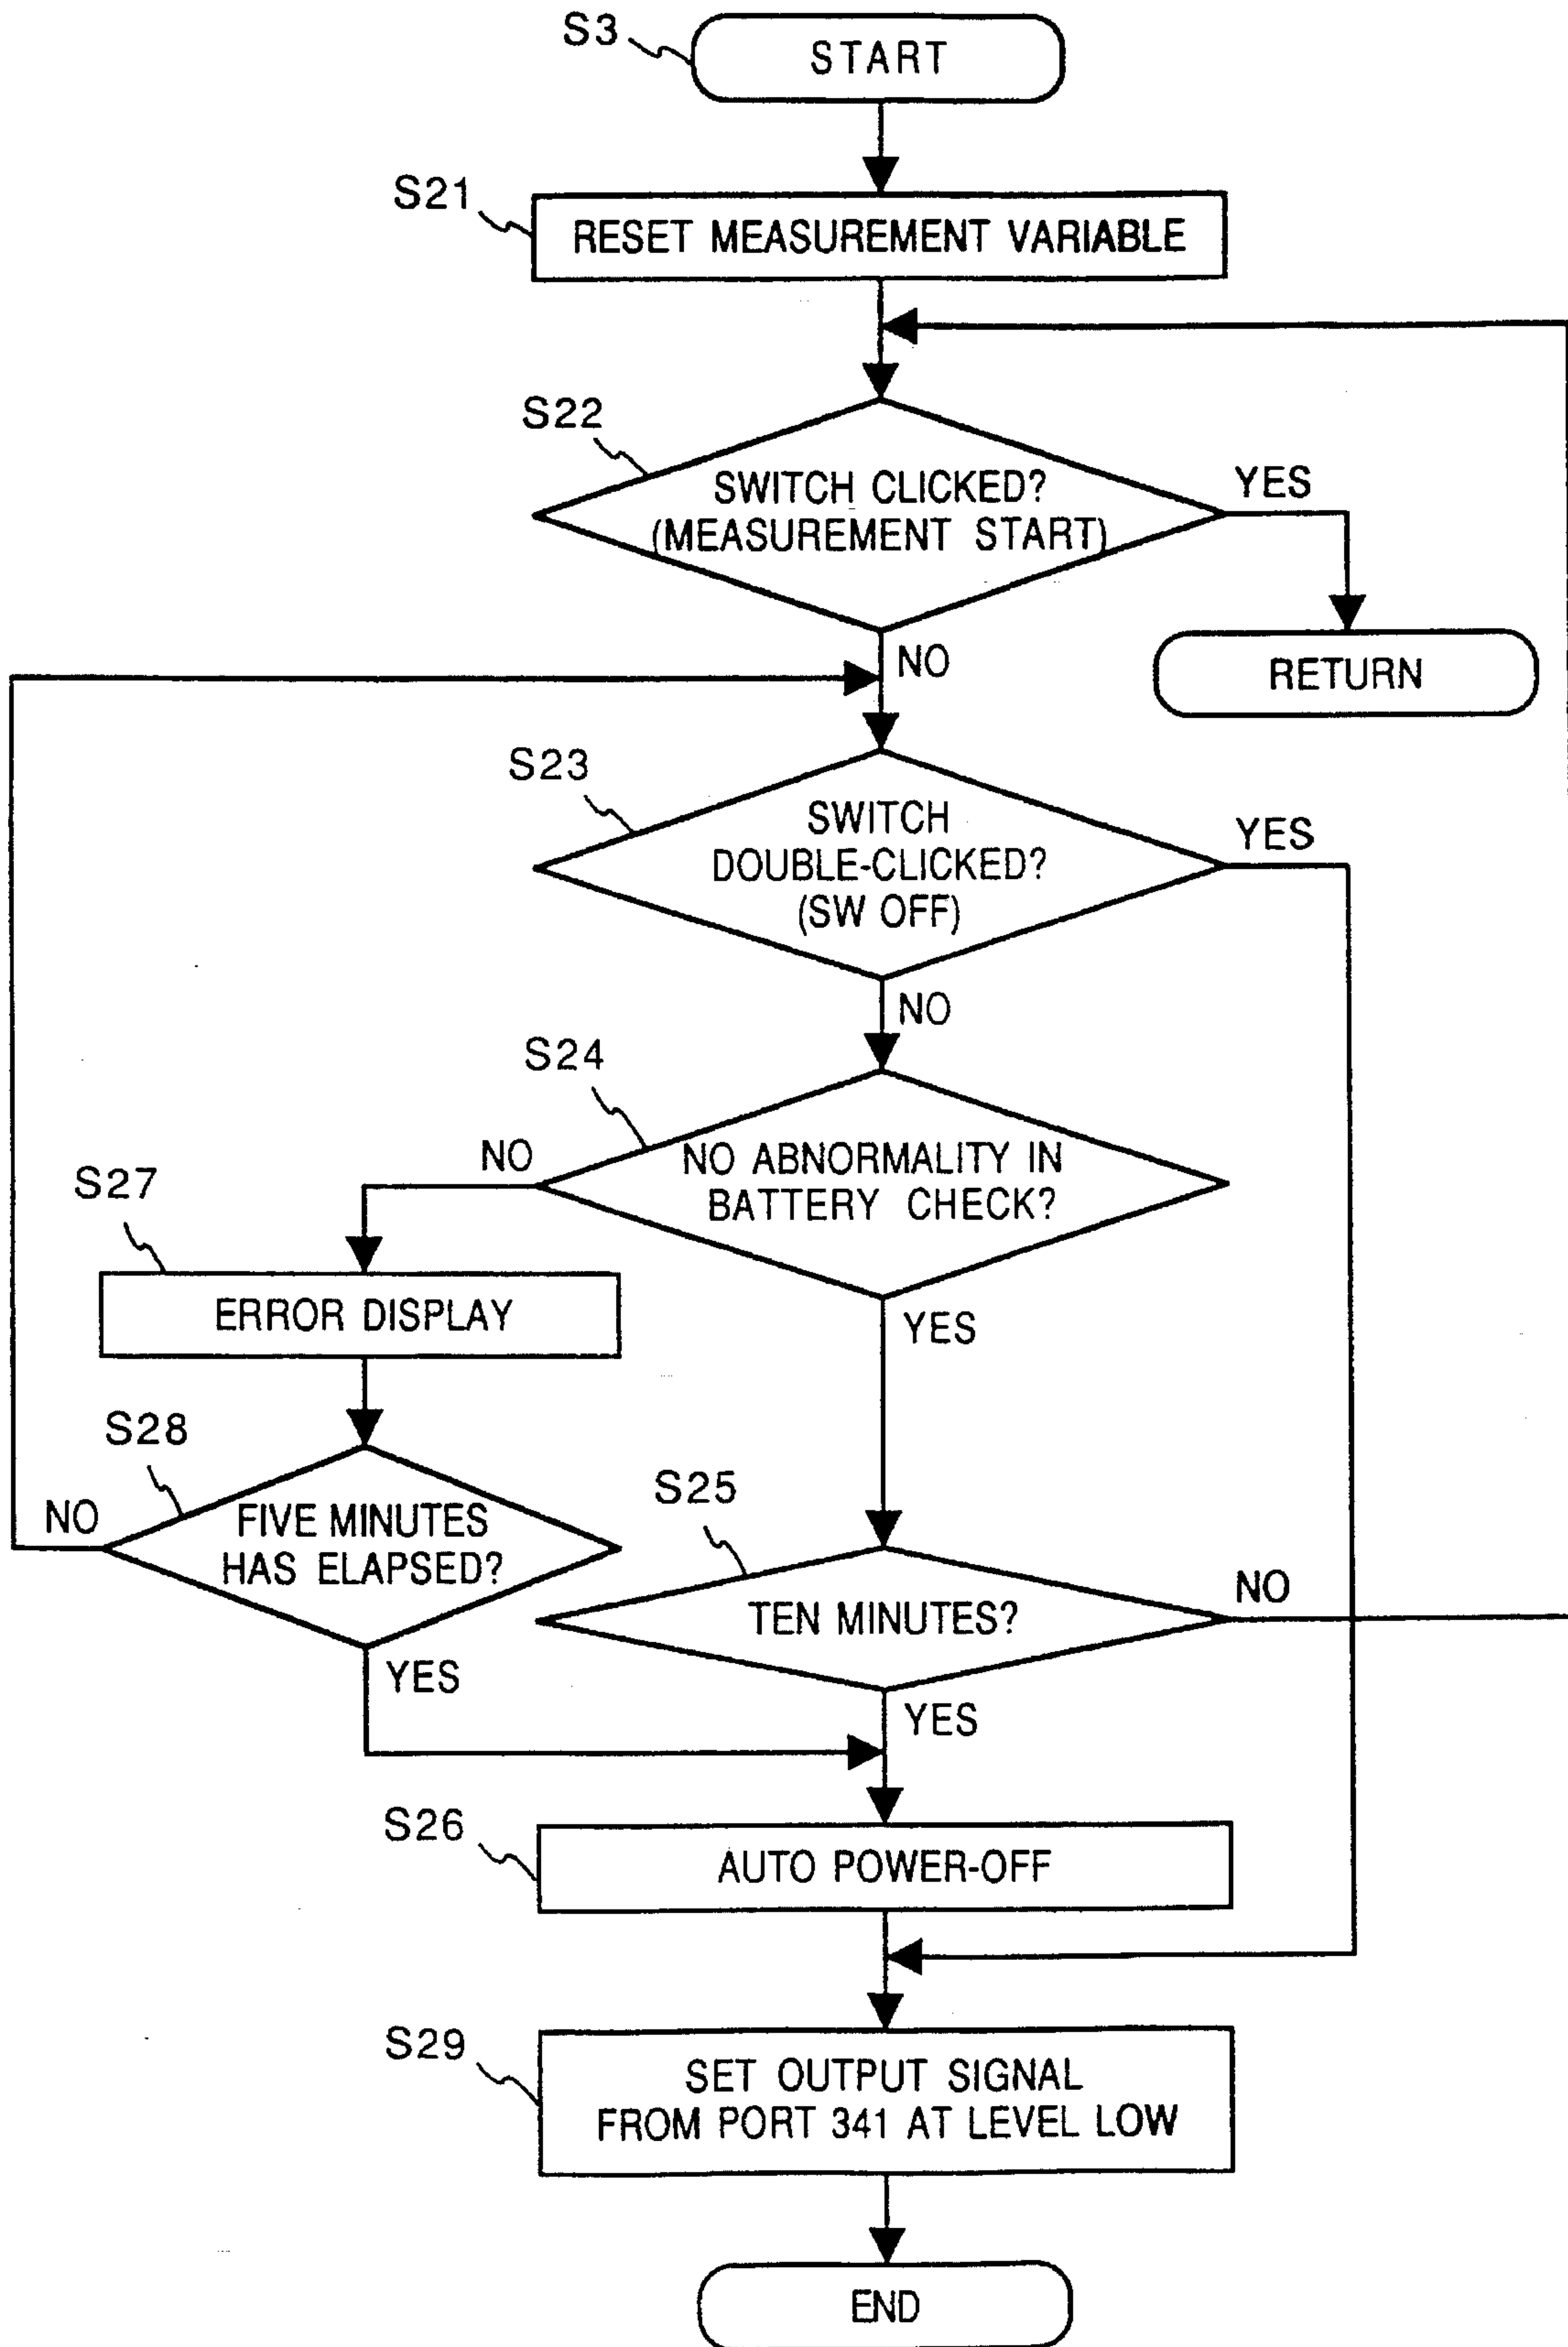 S3
START
S21
RESET MEASUREMENT VARIABLE
S22
SWITCH CLICKED?
(MEASUREMENT START)
YES
RETURN
NO
S23
SWITCH
DOUBLE-CLICKED?
(SW OFF)
YES
NO
S24
NO ABNORMALITY IN
BATTERY CHECK?
NO
YES
S27
ERROR DISPLAY
S28
FIVE MINUTES
HAS ELAPSED?
NO
YES
S25
TEN MINUTES?
NO
YES
S26
AUTO POWER-OFF
S29
SET OUTPUT SIGNAL
FROM PORT 341 AT LEVEL LOW
END